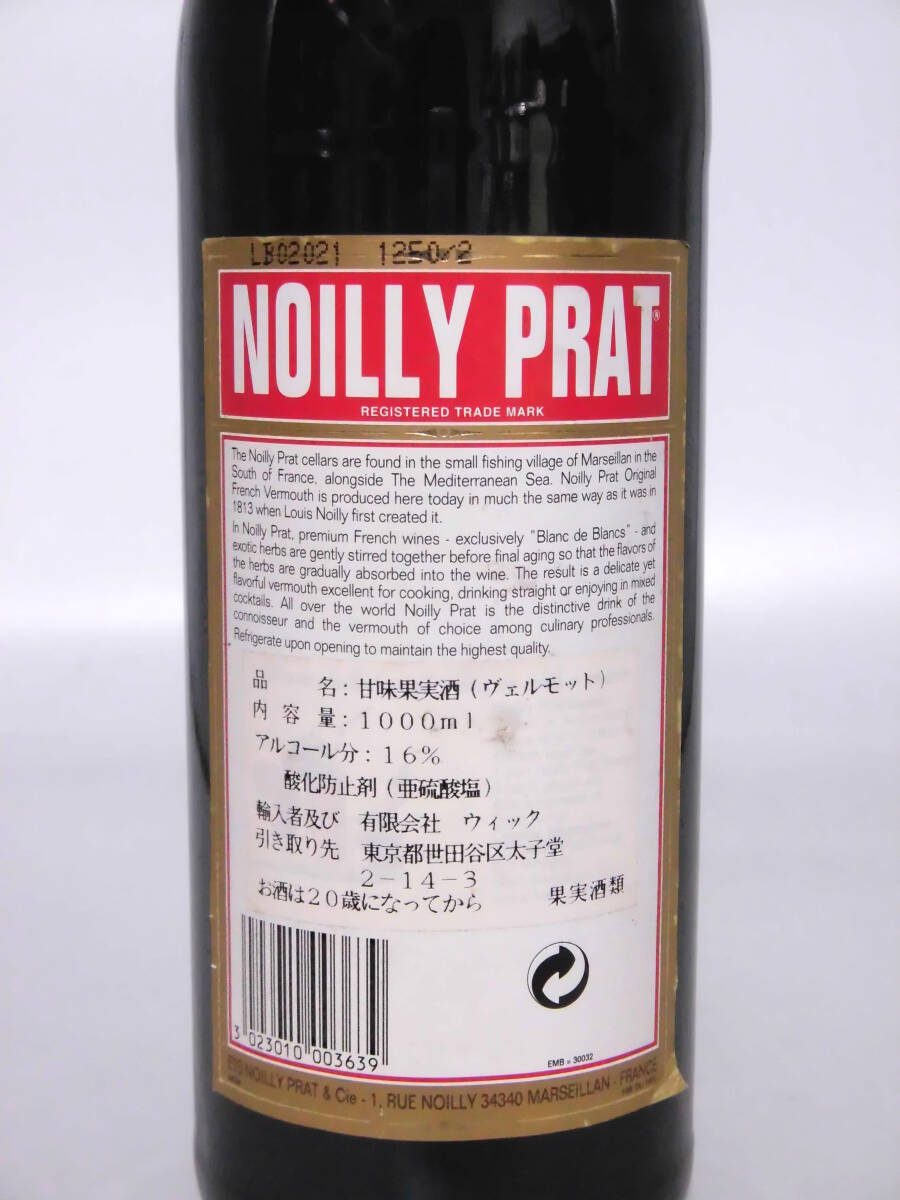 LB02021 1250/2
NOILLY PRAT®
REGISTERED TRADE MARK
The Noilly Prat cellars are found in the small fishing village of Marseillan in the
South of France, alongside The Mediterranean Sea. Noilly Prat Original
French Vermouth is produced here today in much the same way as it was in
1813 when Louis Noilly first created it.
In Noilly Prat, premium French wines - exclusively "Blanc de Blancs" - and
exotic herbs are gently stirred together before final aging so that the flavors of
the herbs are gradually absorbed into the wine. The result is a delicate yet
flavorful vermouth excellent for cooking, drinking straight or enjoying in mixed
cocktails. All over the world Noilly Prat is the distinctive drink of the
connoisseur and the vermouth of choice among culinary professionals.
Refrigerate upon opening to maintain the highest quality.
品 名：甘味果実酒（ヴェルモット）
内 容 量：1000ml
アルコール分：16%
酸化防止剤（亜硫酸塩）
輸入者及び 有限会社 ウィック
引き取り先 東京都世田谷区太子堂
2-14-3
お酒は20歳になってから 果実酒類
3 023010 003639
EMB = 30032
ETS NOILLY PRAT & Cie - 1, RUE NOILLY 34340 MARSEILLAN - FRANCE